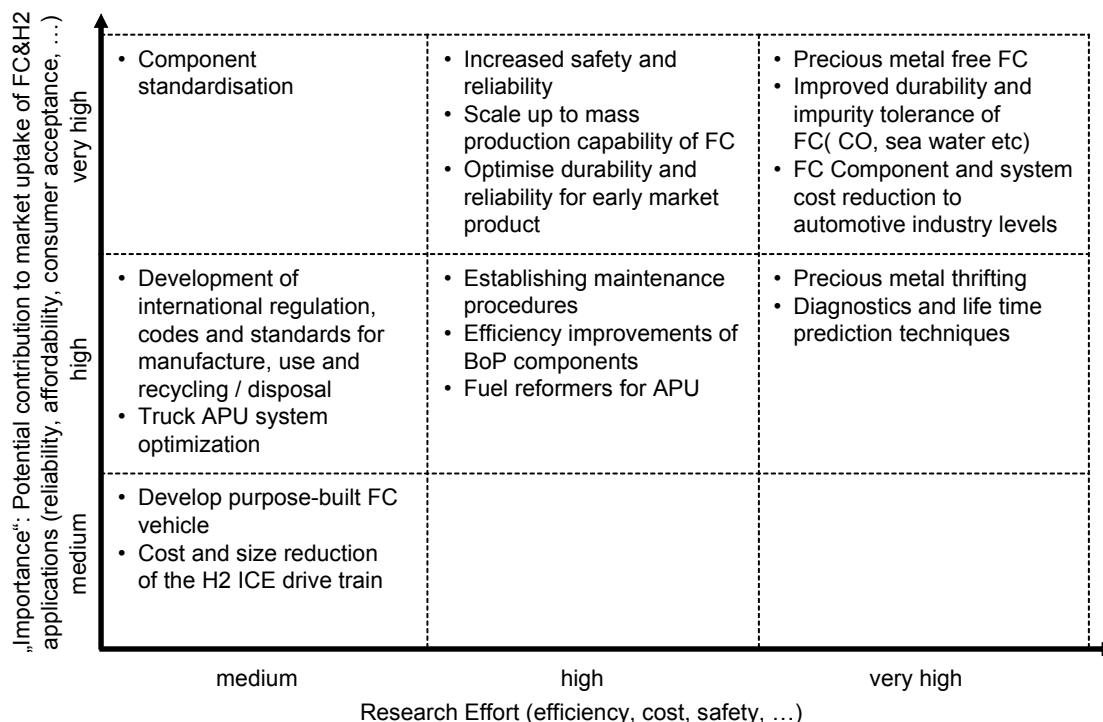 „Importance“: Potential contribution to market uptake of FC&H2
applications (reliability, affordability, consumer acceptance, …)
very high
• Component
standardisation
• Increased safety and
reliability
• Scale up to mass
production capability of FC
• Optimise durability and
reliability for early market
product
• Precious metal free FC
• Improved durability and
impurity tolerance of
FC( CO, sea water etc)
• FC Component and system
cost reduction to
automotive industry levels
high
• Development of
international regulation,
codes and standards for
manufacture, use and
recycling / disposal
• Truck APU system
optimization
• Establishing maintenance
procedures
• Efficiency improvements of
BoP components
• Fuel reformers for APU
• Precious metal thrifting
• Diagnostics and life time
prediction techniques
medium
• Develop purpose-built FC
vehicle
• Cost and size reduction
of the H2 ICE drive train
medium
high
very high
Research Effort (efficiency, cost, safety, …)